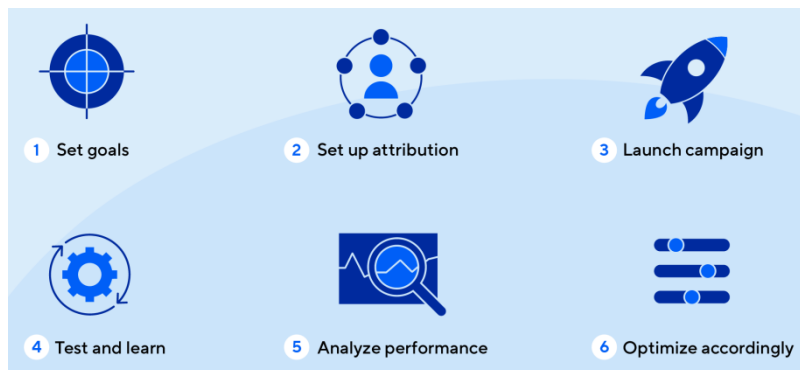 1 Set goals
2 Set up attribution
3 Launch campaign
4 Test and learn
5 Analyze performance
6 Optimize accordingly